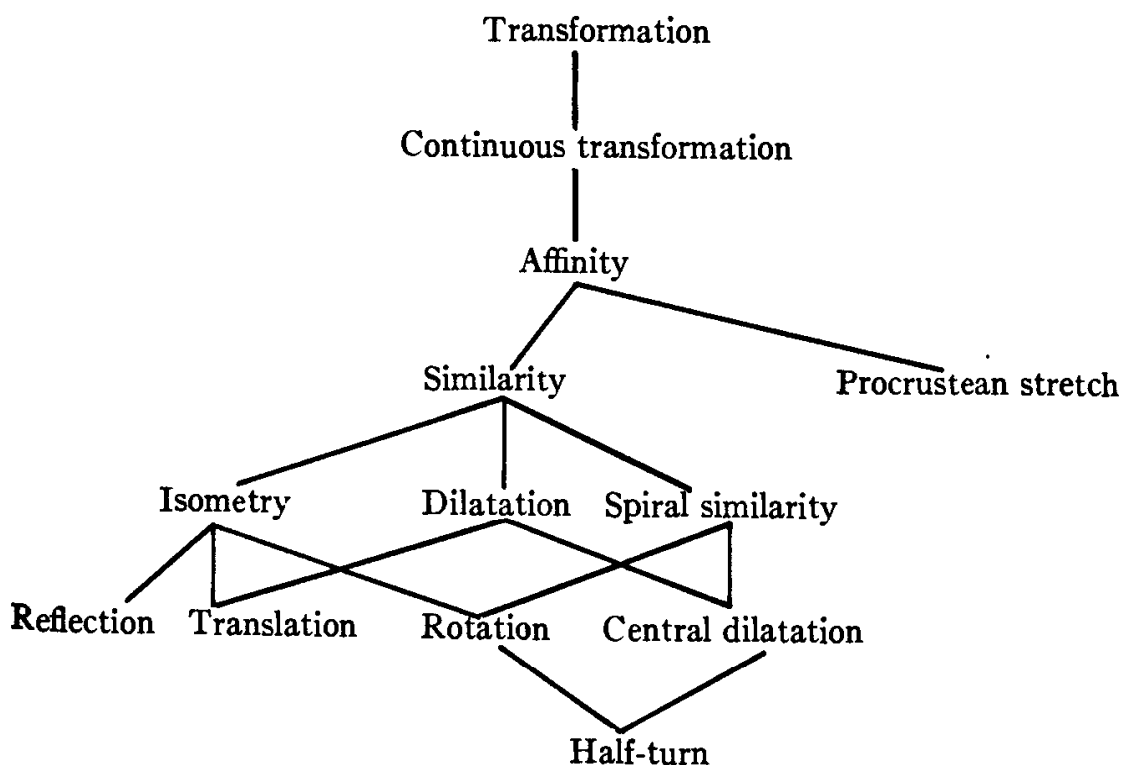 Transformation
Continuous transformation
Affinity
Similarity
Procrustean stretch
Isometry
Dilatation
Spiral similarity
Reflection
Translation
Rotation
Central dilatation
Half-turn